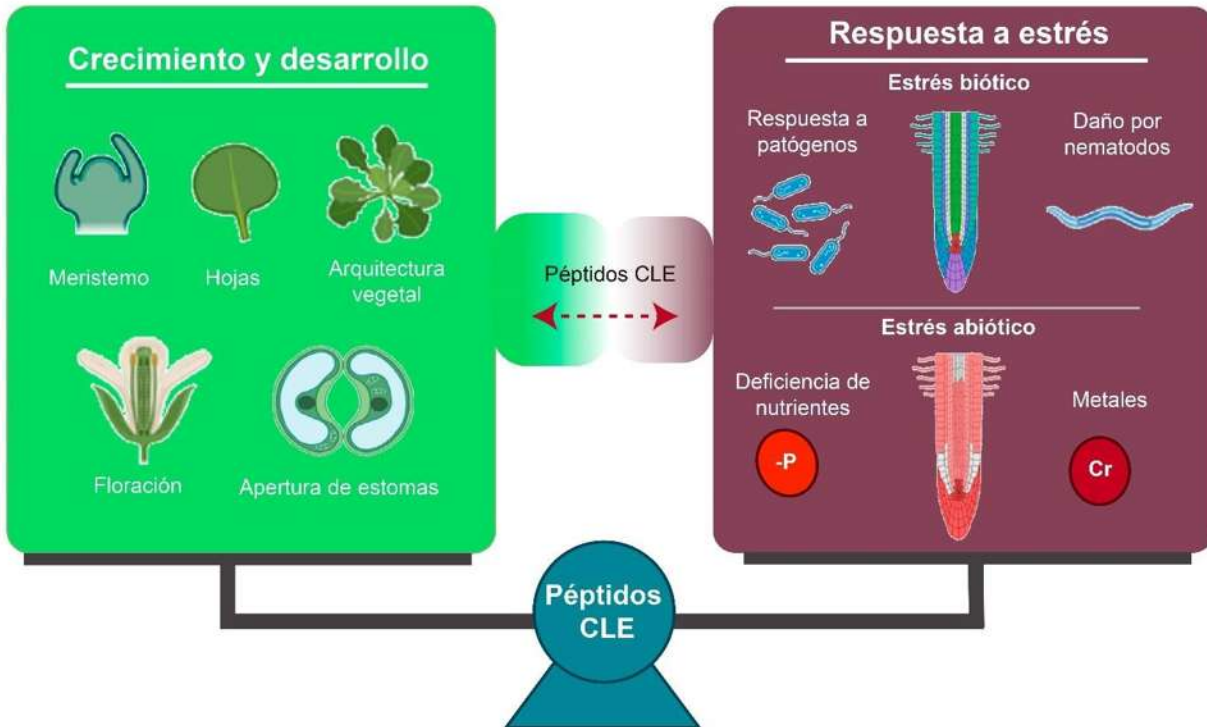 Crecimiento y desarrollo
Meristemo
Hojas
Arquitectura
vegetal
Floración
Apertura de estomas
Péptidos CLE
Respuesta a estrés
Estrés biótico
Respuesta a
patógenos
Daño por
nematodos
Estrés abiótico
Deficiencia de
nutrientes
-P
Metales
Cr
Péptidos
CLE